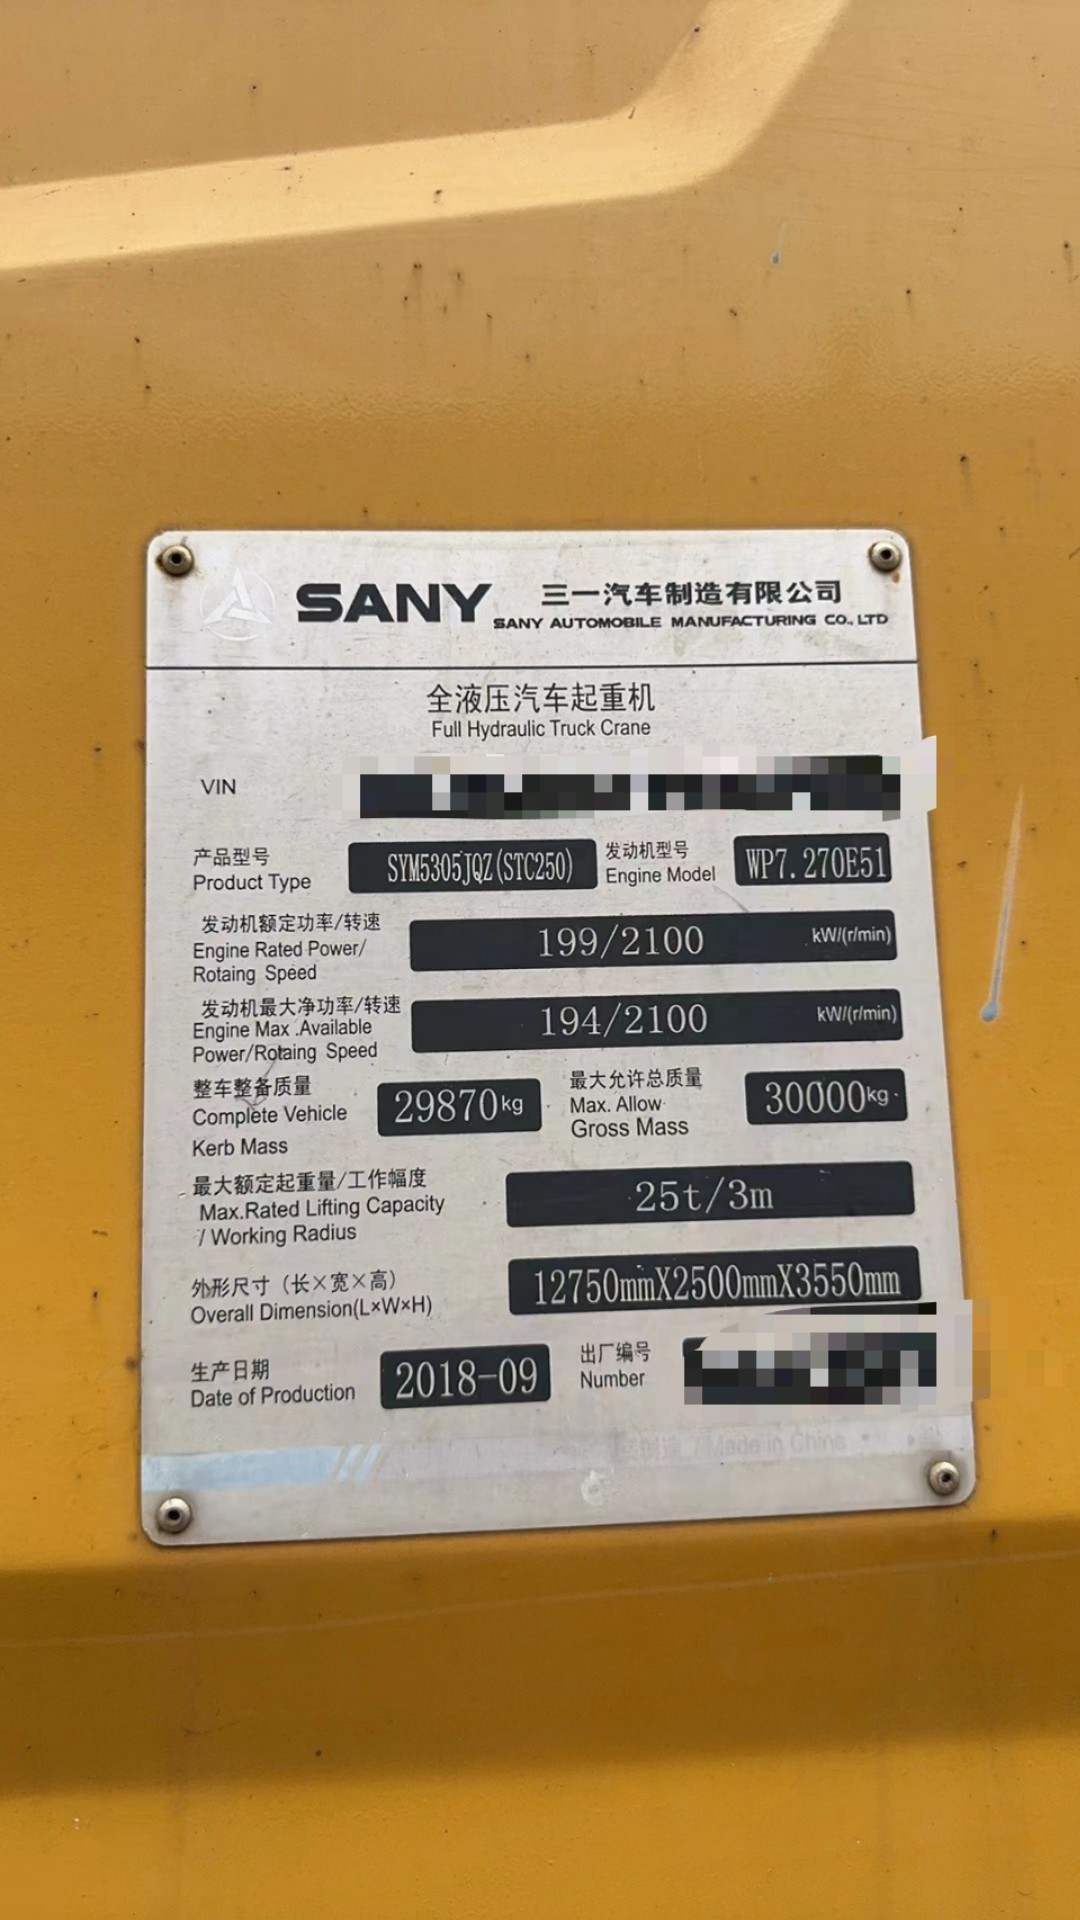 SANY 三一汽车制造有限公司
SANY AUTOMOBILE MANUFACTURING CO., LTD
全液压汽车起重机
Full Hydraulic Truck Crane
VIN
产品型号
Product Type
SYM5305JQZ(STC250)
发动机型号
Engine Model
WP7.270E51
发动机额定功率/转速
Engine Rated Power/
Rotaing Speed
199/2100 kW/(r/min)
发动机最大净功率/转速
Engine Max .Available
Power/Rotaing Speed
194/2100 kW/(r/min)
整车整备质量
Complete Vehicle
Kerb Mass
29870kg
最大允许总质量
Max. Allow
Gross Mass
30000kg
最大额定起重量/工作幅度
Max.Rated Lifting Capacity
/ Working Radius
25t/3m
外形尺寸（长×宽×高）
Overall Dimension(L×W×H)
12750mmX2500mmX3550mm
生产日期
Date of Production
2018-09
出厂编号
Number
Made in China